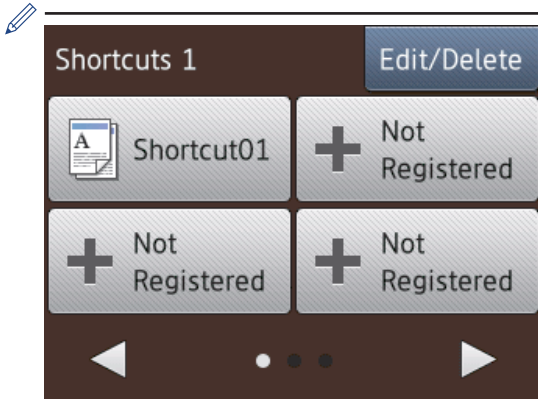 Shortcuts 1
Edit/Delete
A
Shortcut01
Not
Registered
Not
Registered
Not
Registered